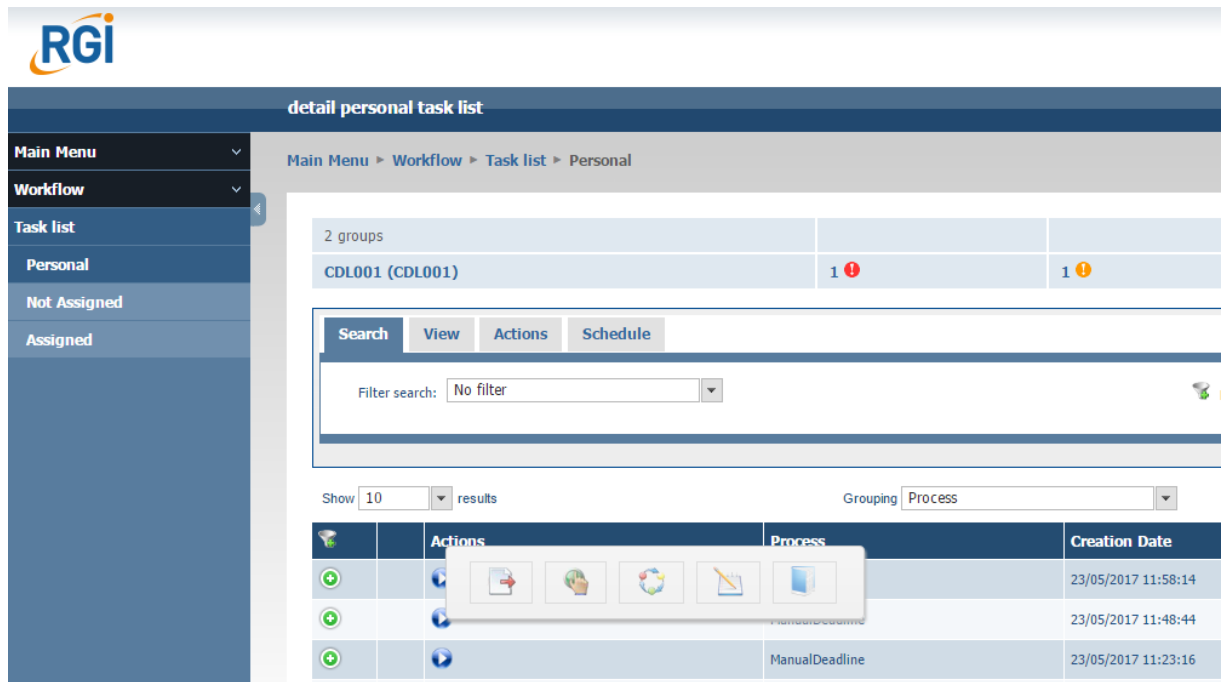 RGI
detail personal task list
Main Menu
Workflow
Task list
Personal
Not Assigned
Assigned
Main Menu ▸ Workflow ▸ Task list ▸ Personal
2 groups
CDL001 (CDL001) 1 1
Search View Actions Schedule
Filter search: No filter
Show 10 results Grouping Process
Actions Process Creation Date
23/05/2017 11:58:14
ManualDeadline 23/05/2017 11:48:44
ManualDeadline 23/05/2017 11:23:16